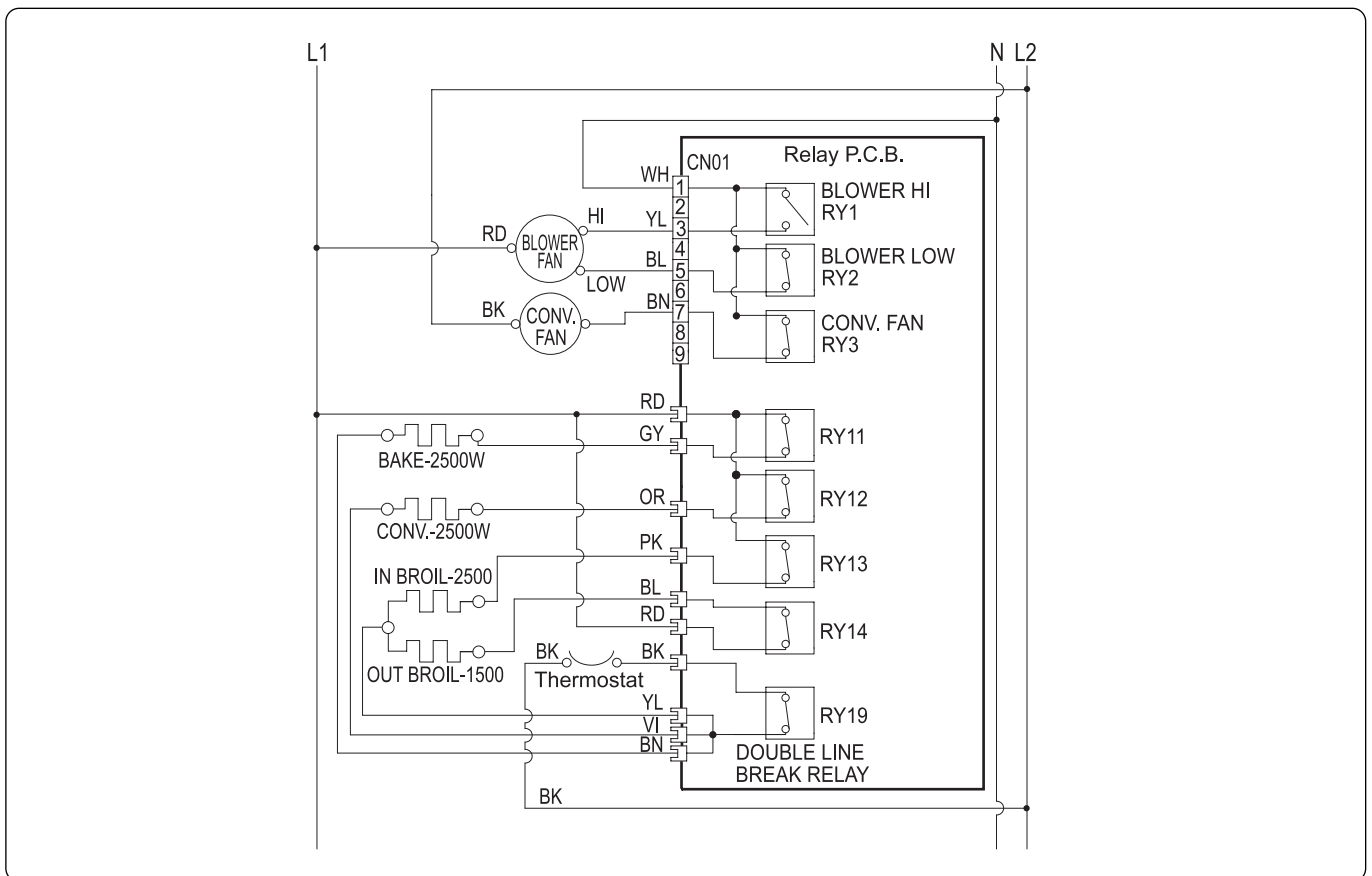 L1
N L2
Relay P.C.B.
CN01
WH
1
2
3
4
5
6
7
8
9
BLOWER HI
RY1
HI
YL
RD
BLOWER
FAN
BL
LOW
BLOWER LOW
RY2
BK
CONV.
FAN
BN
CONV. FAN
RY3
RD
GY
RY11
BAKE-2500W
OR
RY12
CONV.-2500W
PK
RY13
IN BROIL-2500
BL
RD
RY14
OUT BROIL-1500
BK
BK
Thermostat
YL
VI
BN
RY19
DOUBLE LINE
BREAK RELAY
BK